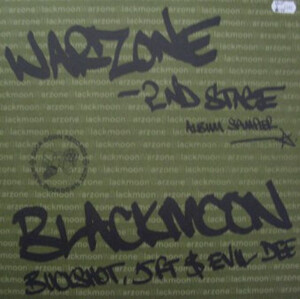 WARZONE
-2ND STAGE
ALBUM SAMPLER
BLACKMOON
BUCKSHOT, 5FT $ EVIL DEE